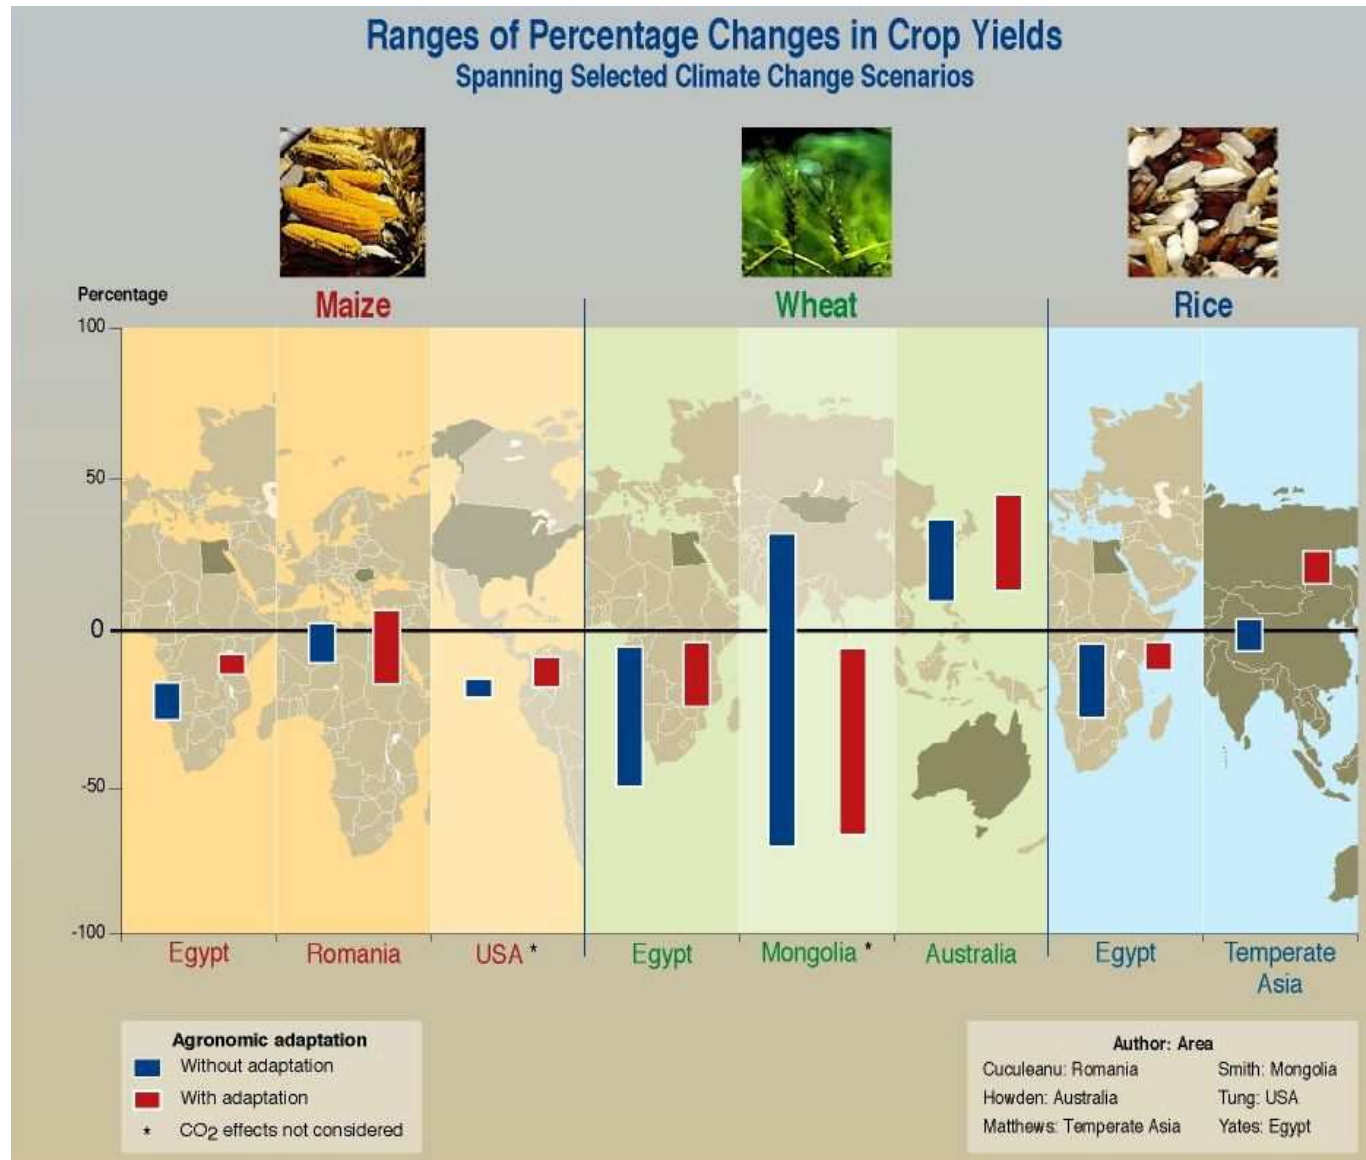 Ranges of Percentage Changes in Crop Yields
Spanning Selected Climate Change Scenarios
Percentage
Maize
Wheat
Rice
100
50
0
-50
-100
Egypt
Romania
USA *
Egypt
Mongolia *
Australia
Egypt
Temperate
Asia
Agronomic adaptation
Without adaptation
With adaptation
* CO2 effects not considered
Author: Area
Cuculeanu: Romania
Smith: Mongolia
Howden: Australia
Tung: USA
Matthews: Temperate Asia
Yates: Egypt